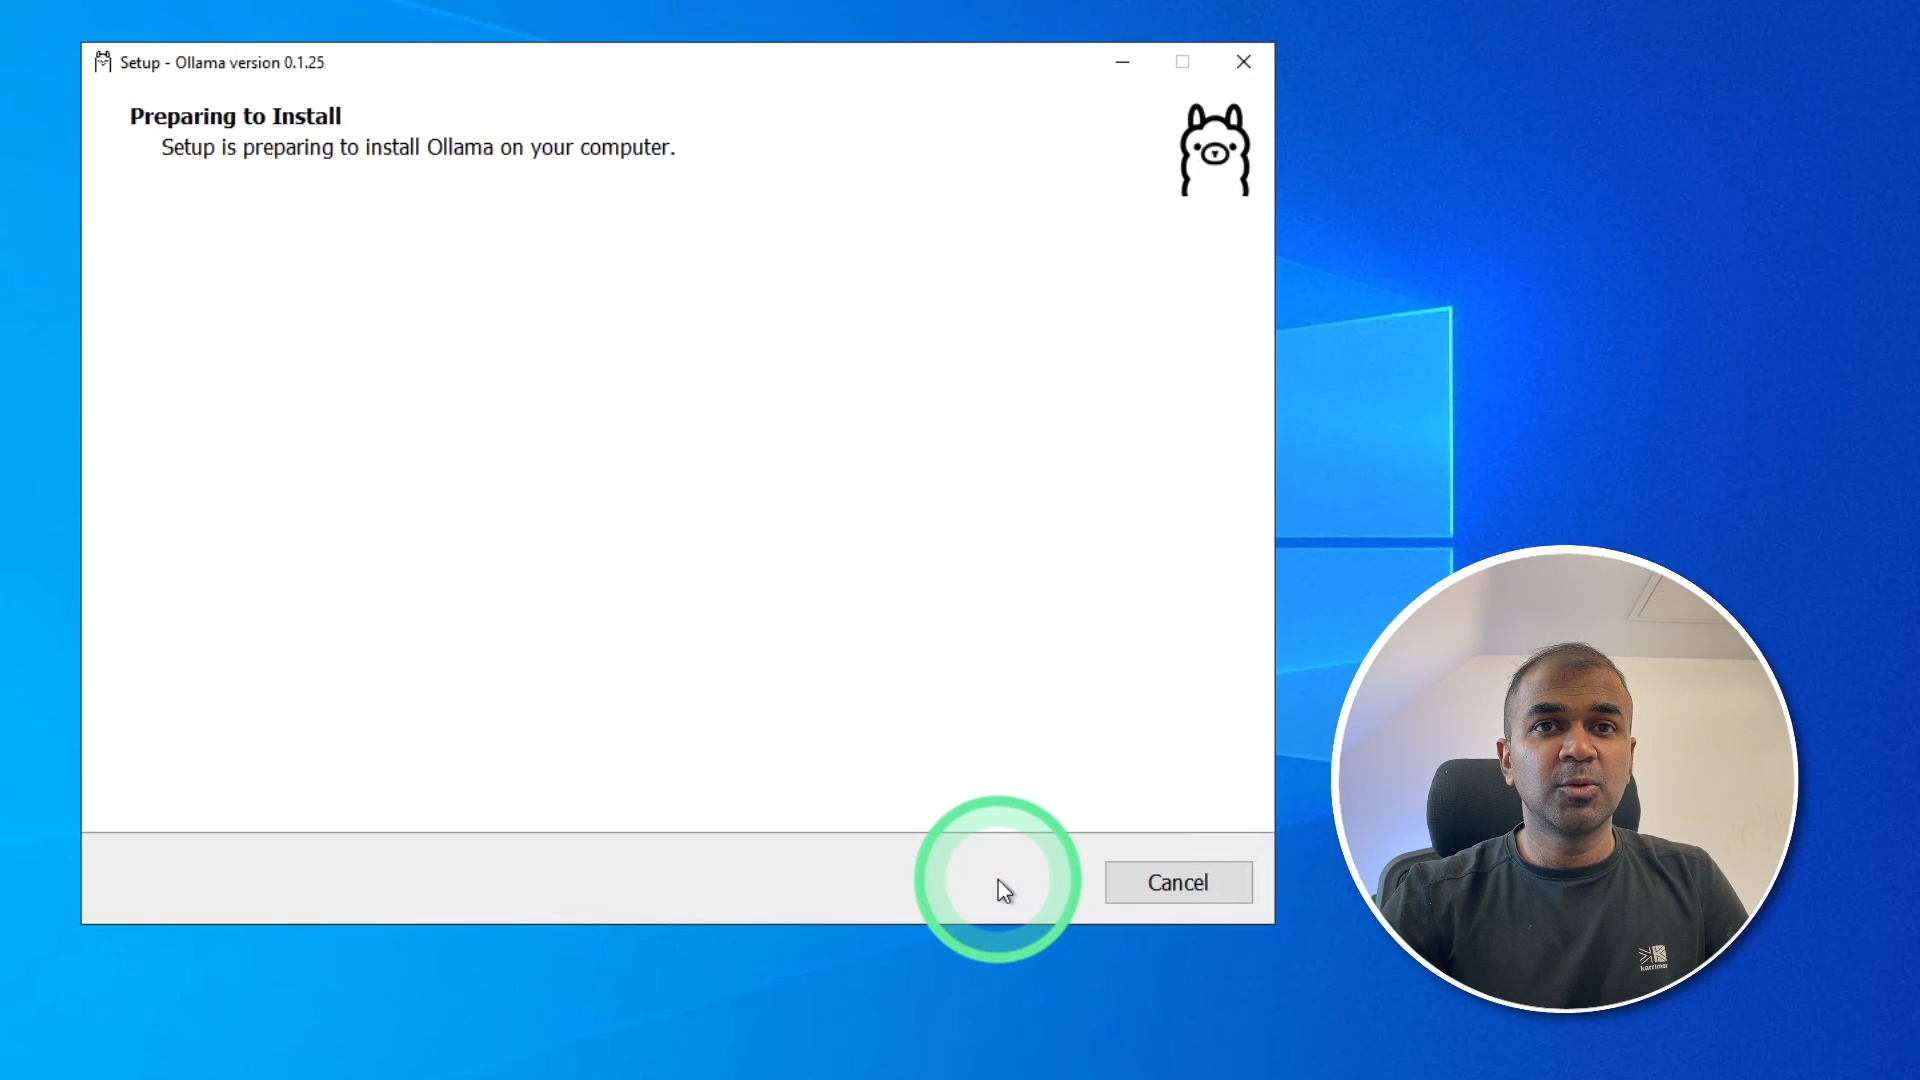 Setup - Ollama version 0.1.25
Preparing to Install
Setup is preparing to install Ollama on your computer.
Cancel
karrimor